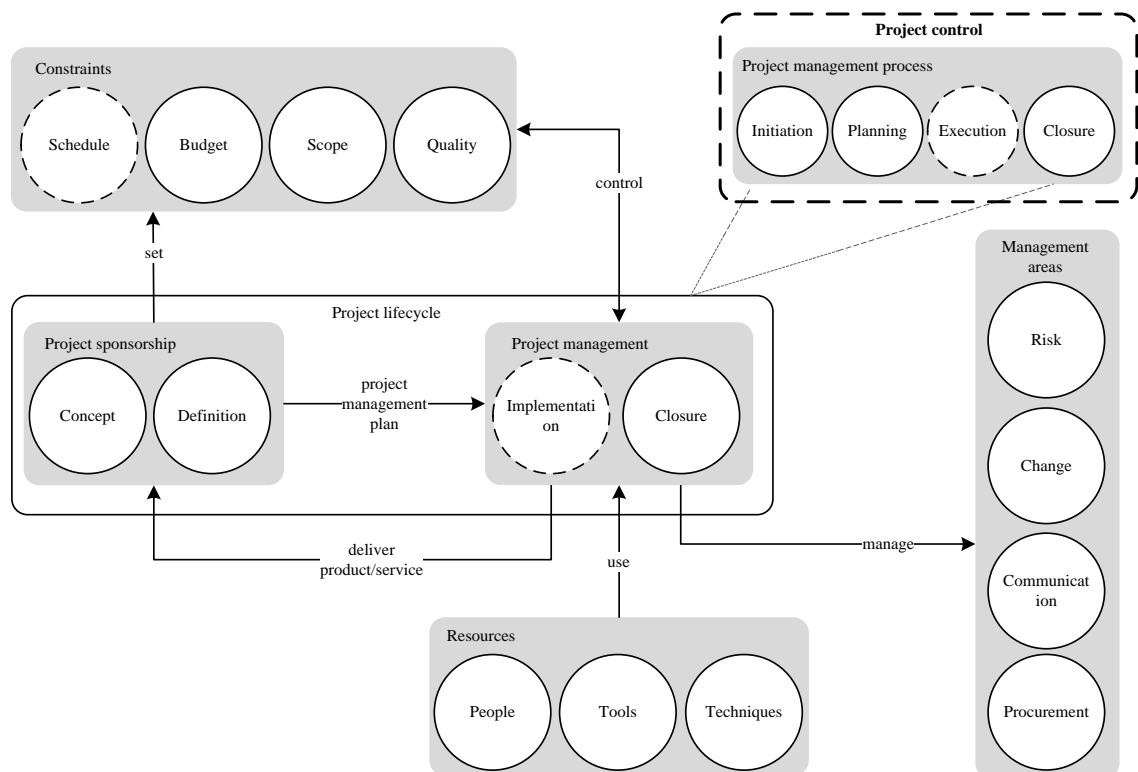 Project control
Constraints
Project management process
Schedule
Budget
Scope
Quality
Initiation
Planning
Execution
Closure
control
set
Management
areas
Project lifecycle
Project sponsorship
Project management
Risk
Concept
Definition
project
management
plan
Implementati
on
Closure
Change
deliver
product/service
use
manage
Communicat
ion
Resources
People
Tools
Techniques
Procurement